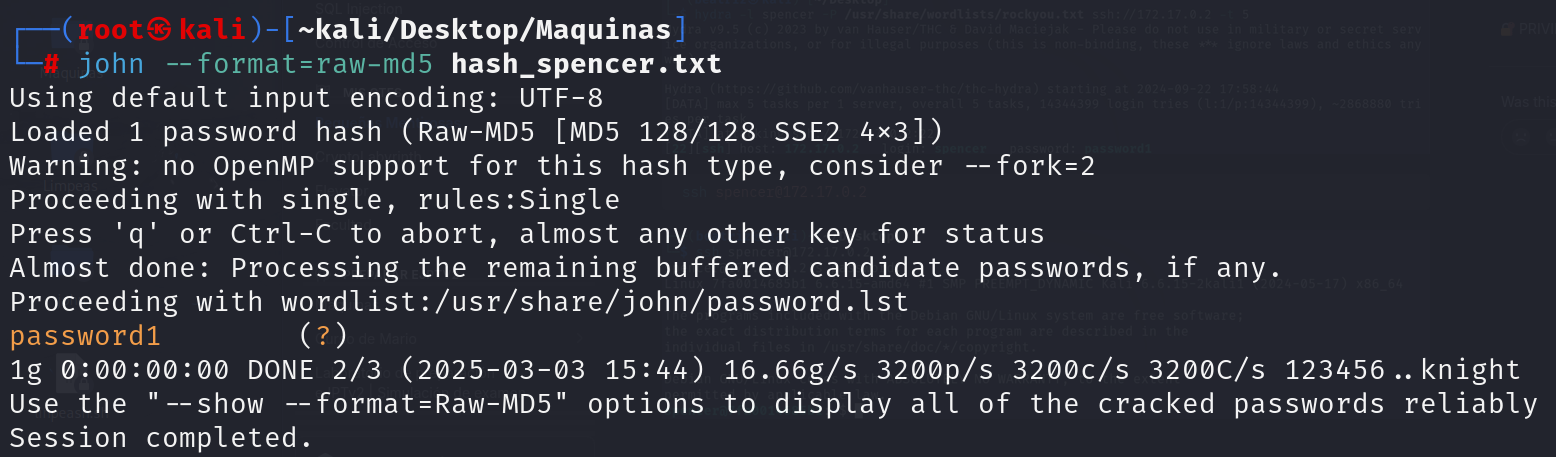 ┌──(root㉿kali)-[~kali/Desktop/Maquinas]
└─# john --format=raw-md5 hash_spencer.txt
Using default input encoding: UTF-8
Loaded 1 password hash (Raw-MD5 [MD5 128/128 SSE2 4×3])
Warning: no OpenMP support for this hash type, consider --fork=2
Proceeding with single, rules:Single
Press 'q' or Ctrl-C to abort, almost any other key for status
Almost done: Processing the remaining buffered candidate passwords, if any.
Proceeding with wordlist:/usr/share/john/password.lst
password1        (?)
1g 0:00:00:00 DONE 2/3 (2025-03-03 15:44) 16.66g/s 3200p/s 3200c/s 3200C/s 123456..knight
Use the "--show --format=Raw-MD5" options to display all of the cracked passwords reliably
Session completed.